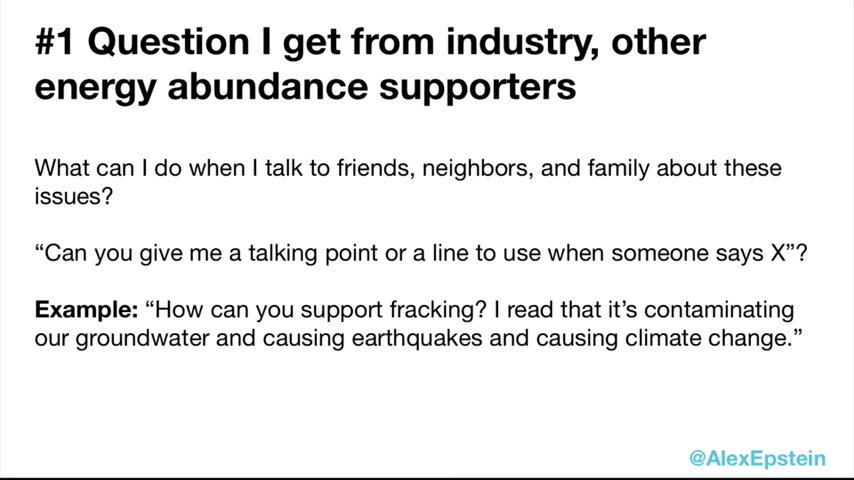 #1 Question I get from industry, other
energy abundance supporters
What can I do when I talk to friends, neighbors, and family about these
issues?
“Can you give me a talking point or a line to use when someone says X”?
Example: “How can you support fracking? I read that it’s contaminating
our groundwater and causing earthquakes and causing climate change.”
@AlexEpstein